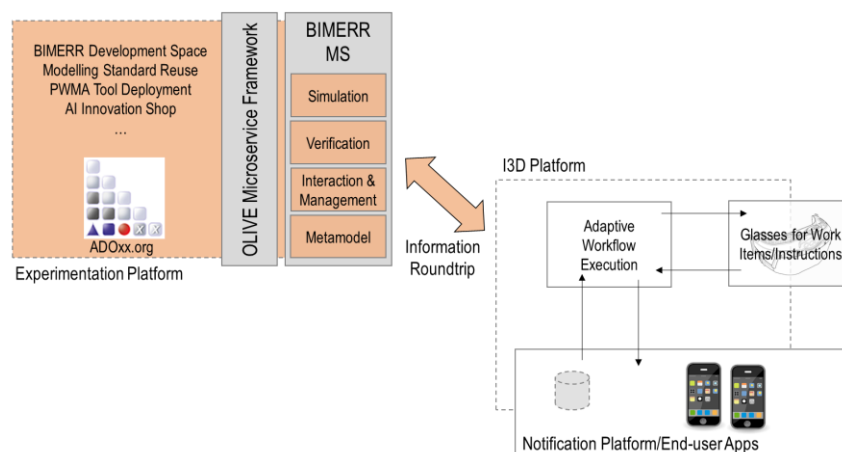 BIMERR Development Space
Modelling Standard Reuse
PWMA Tool Deployment
AI Innovation Shop
...
ADOxx.org
Experimentation Platform
OLIVE Microservice Framework
BIMERR
MS
Simulation
Verification
Interaction &
Management
Metamodel
Information
Roundtrip
I3D Platform
Adaptive
Workflow
Execution
Glasses for Work
Items/Instructions
Notification Platform/End-user Apps